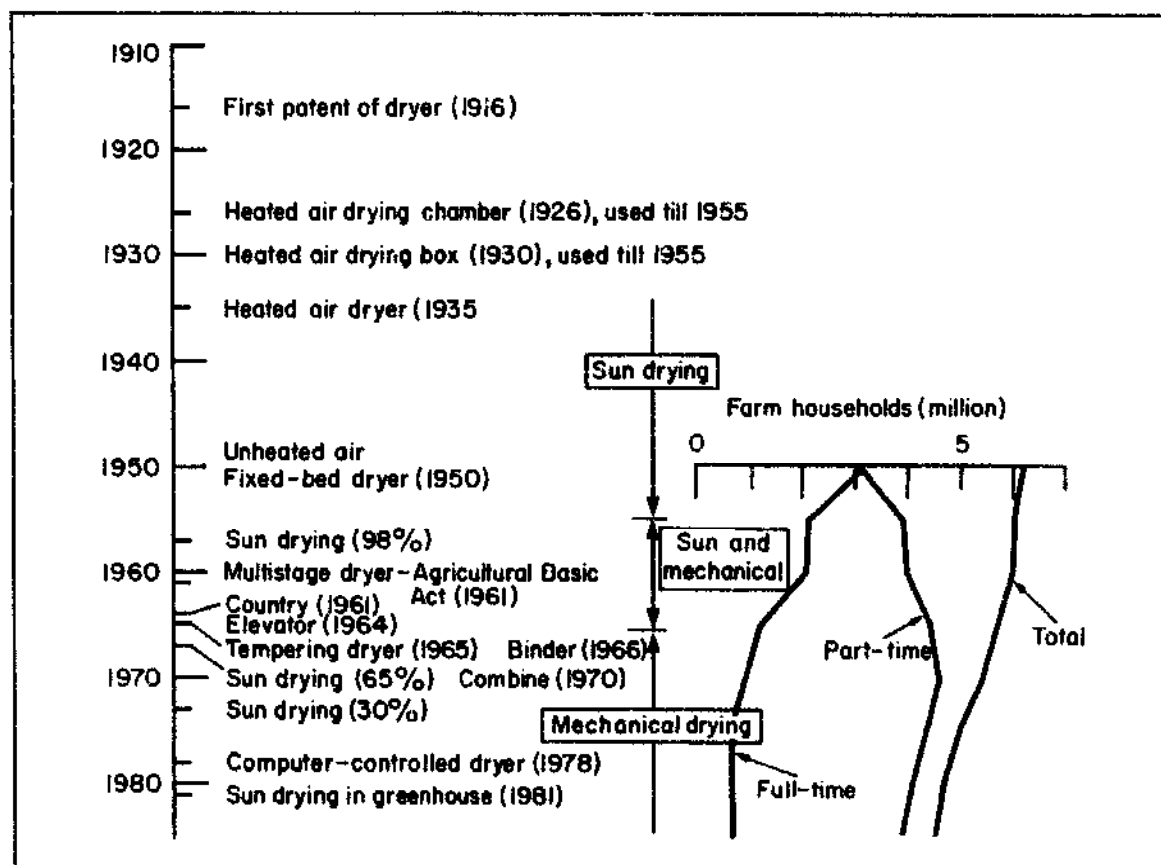 1910
First patent of dryer (1916)
1920
Heated air drying chamber (1926), used till 1955
1930
Heated air drying box (1930), used till 1955
Heated air dryer (1935
1940
Sun drying
Farm households (million)
0 5
Unheated air
1950
Fixed-bed dryer (1950)
Sun drying (98%)
Sun and
mechanical
1960
Multistage dryer-Agricultural Basic
Act (1961)
Country (1961)
Elevator (1964)
Tempering dryer (1965) Binder (1966)
Part-time
Total
1970
Sun drying (65%) Combine (1970)
Sun drying (30%)
Mechanical drying
Computer-controlled dryer (1978)
1980
Full-time
Sun drying in greenhouse (1981)